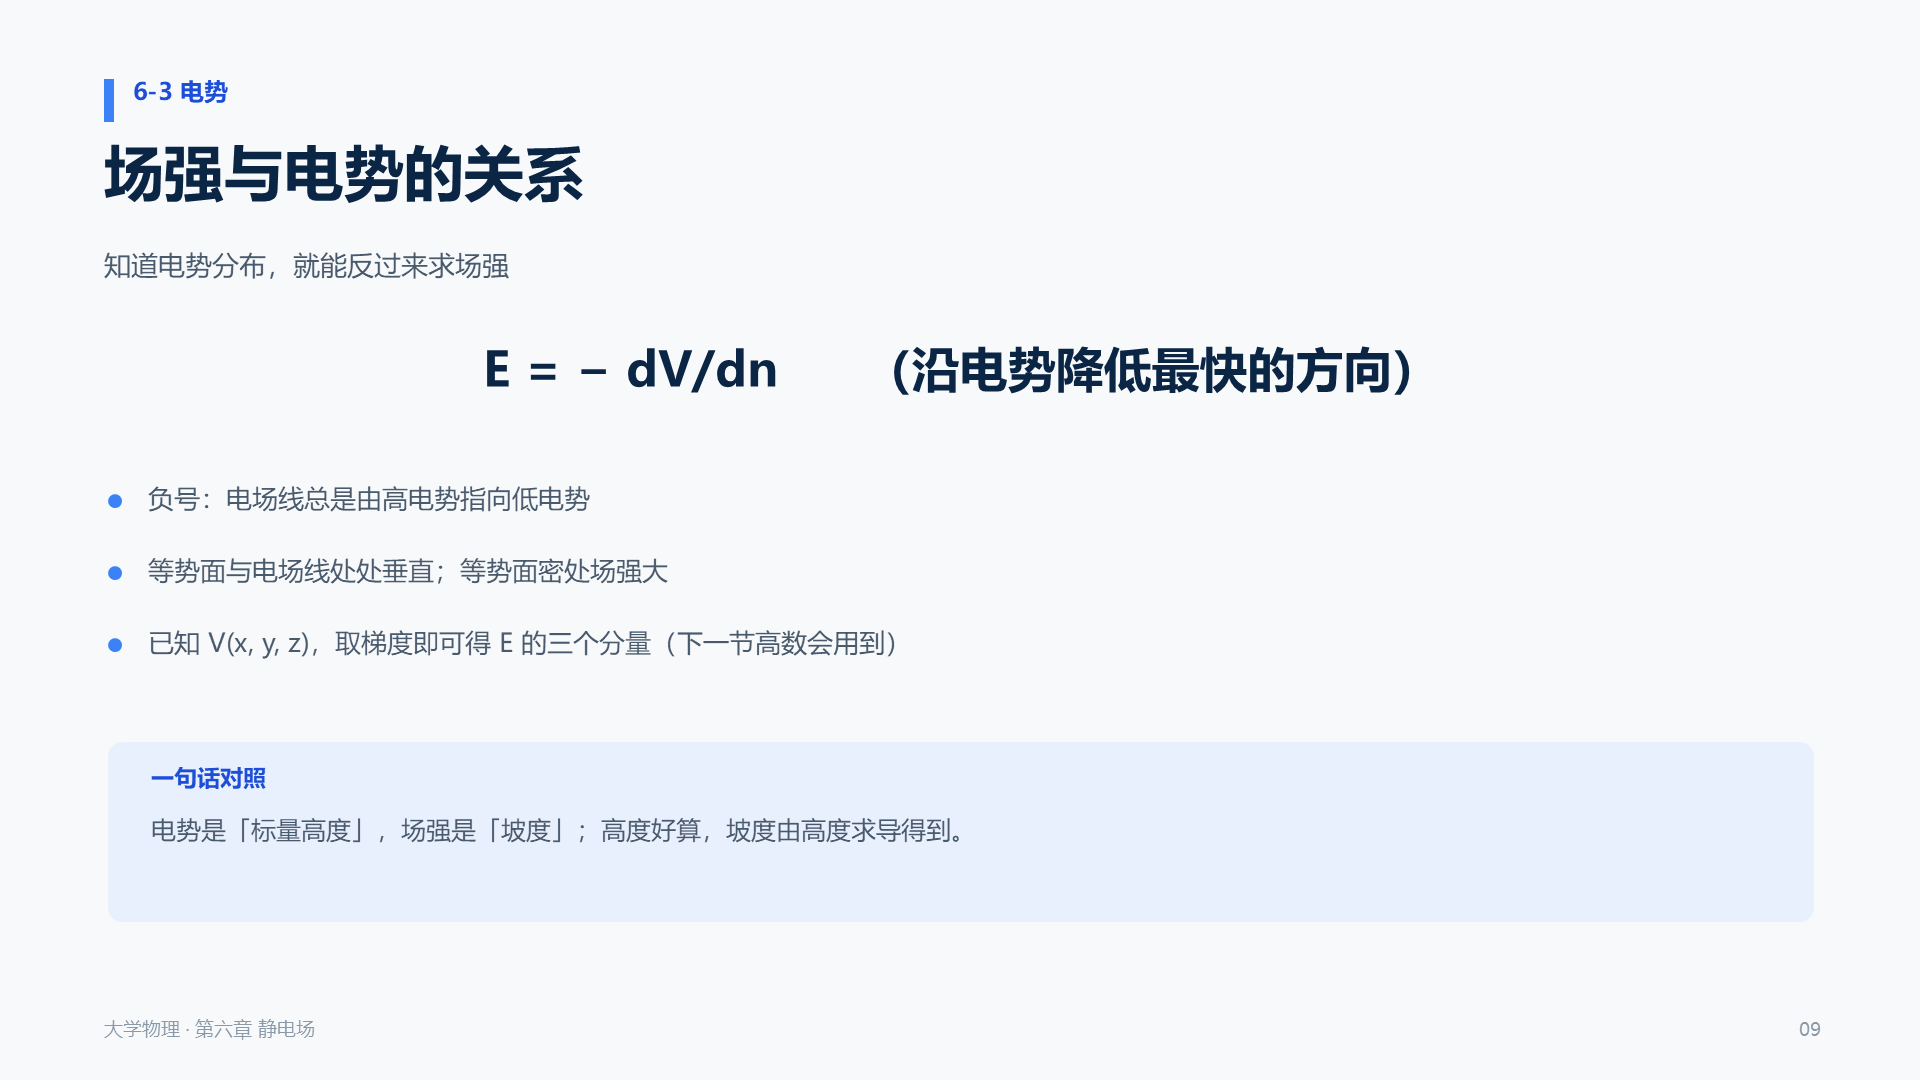 6-3 电势
场强与电势的关系
知道电势分布，就能反过来求场强
E = − dV/dn （沿电势降低最快的方向）
负号：电场线总是由高电势指向低电势
等势面与电场线处处垂直；等势面密处场强大
已知 V(x, y, z)，取梯度即可得 E 的三个分量（下一节高数会用到）
一句话对照
电势是「标量高度」，场强是「坡度」；高度好算，坡度由高度求导得到。
大学物理 · 第六章 静电场
09